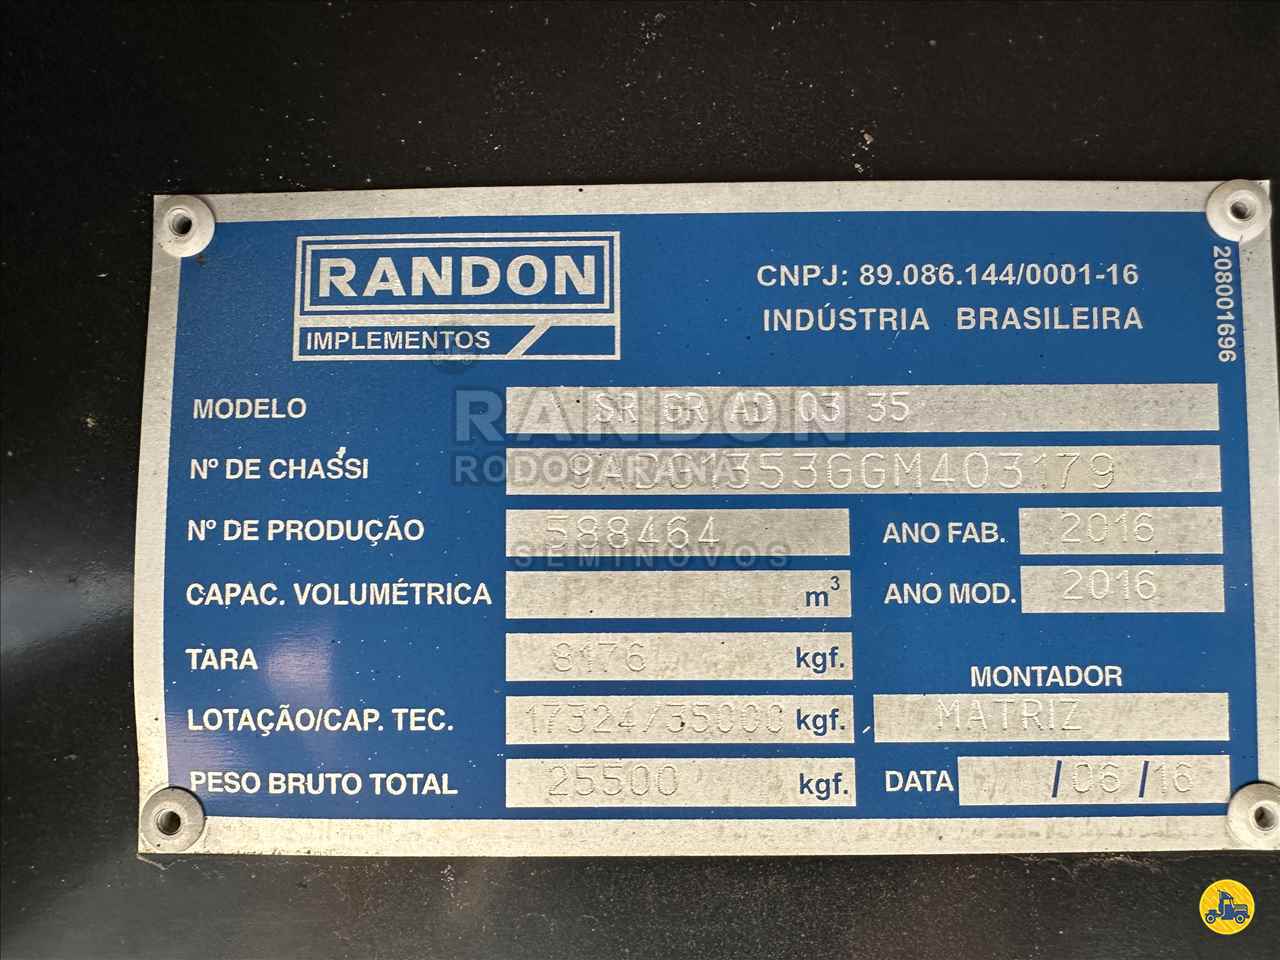 RANDON
IMPLEMENTOS
CNPJ: 89.086.144/0001-16
INDÚSTRIA BRASILEIRA
208001696
MODELO SR GR AD 03 35
Nº DE CHASSI 9ADG1353GGM403179
Nº DE PRODUÇÃO 588464 ANO FAB. 2016
CAPAC. VOLUMÉTRICA m³ ANO MOD. 2016
TARA 8176 kgf.
MONTADOR
LOTAÇÃO/CAP. TEC. 17324/35000 kgf. MATRIZ
PESO BRUTO TOTAL 25500 kgf. DATA /06/16
RANDON
RODOPARANÁ
SEMINOVOS